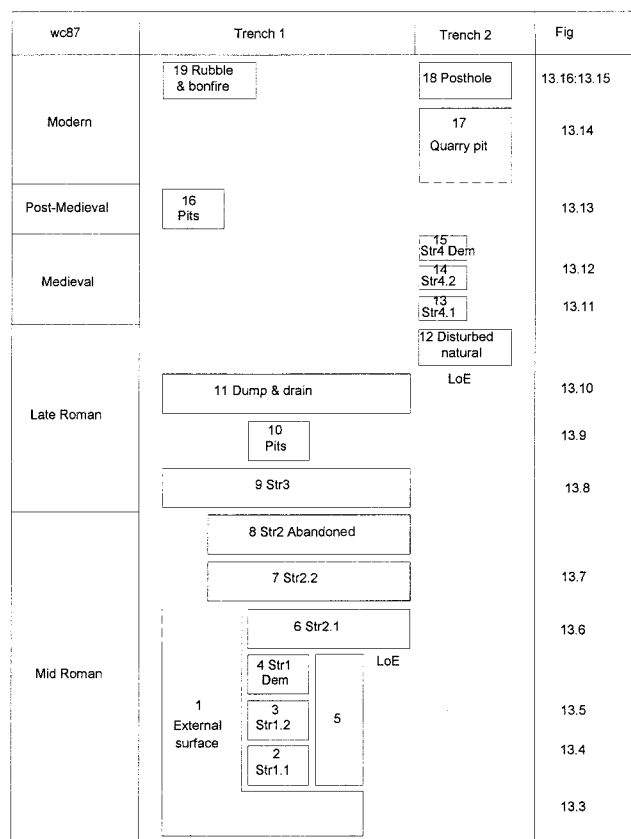 wc87 Trench 1 Trench 2 Fig
19 Rubble
& bonfire
18 Posthole
13.16:13.15
Modern
17
Quarry pit
13.14
Post-Medieval
16
Pits
13.13
Medieval
15
Str4 Dem
14
Str4.2
13.12
13
Str4.1
13.11
12 Disturbed
natural
LoE
Late Roman
11 Dump & drain
13.10
10
Pits
13.9
9 Str3
13.8
Mid Roman
8 Str2 Abandoned
7 Str2.2
13.7
6 Str2.1
13.6
LoE
4 Str1
Dem
1
External
surface
3
Str1.2
5
13.5
2
Str1.1
13.4
13.3